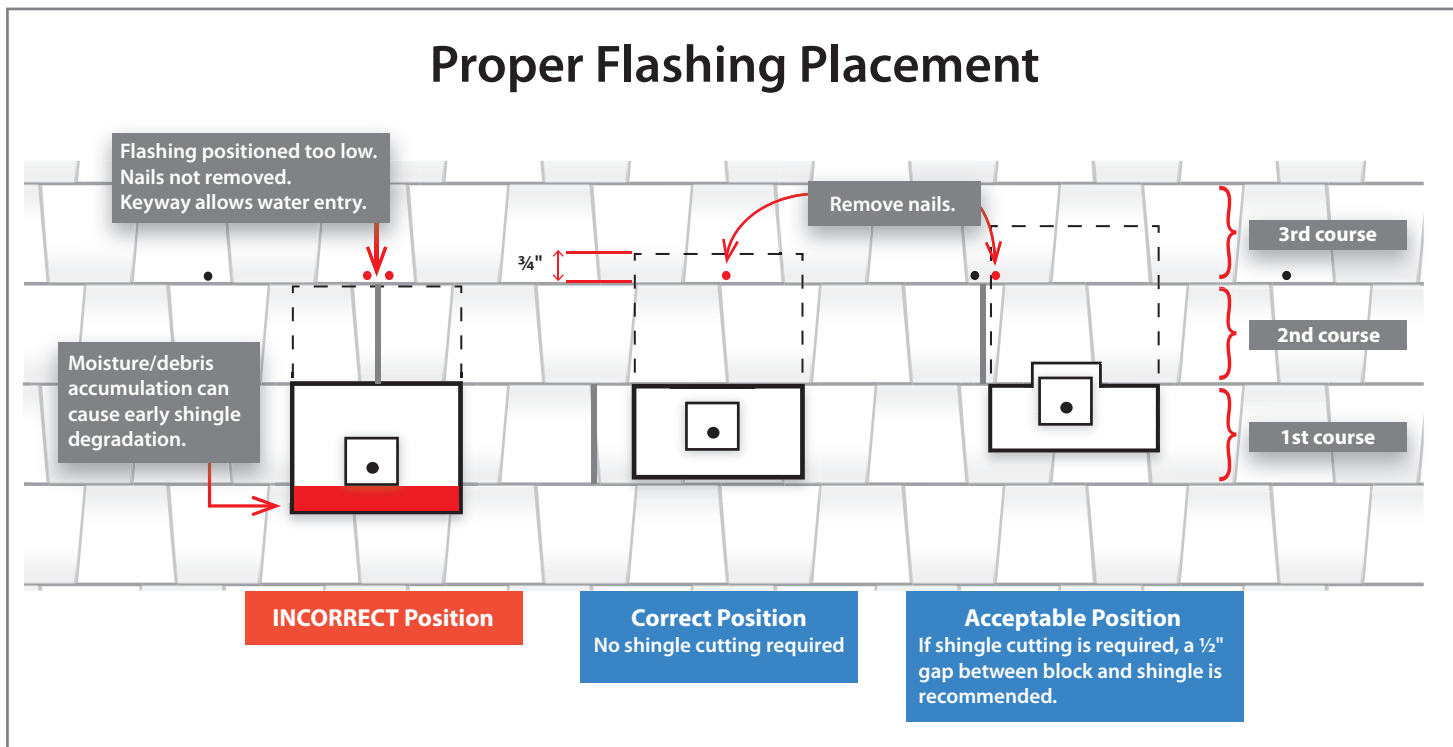 Proper Flashing Placement
Flashing positioned too low.
Nails not removed.
Keyway allows water entry.
Remove nails.
3rd course
¾"
2nd course
Moisture/debris
accumulation can
cause early shingle
degradation.
1st course
INCORRECT Position
Correct Position
No shingle cutting required
Acceptable Position
If shingle cutting is required, a ½"
gap between block and shingle is
recommended.